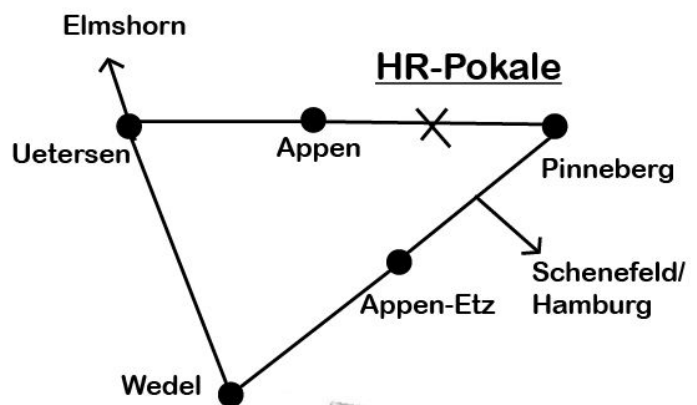 Elmshorn
HR-Pokale
Uetersen
Appen
Pinneberg
Appen-Etz
Schenefeld/
Hamburg
Wedel